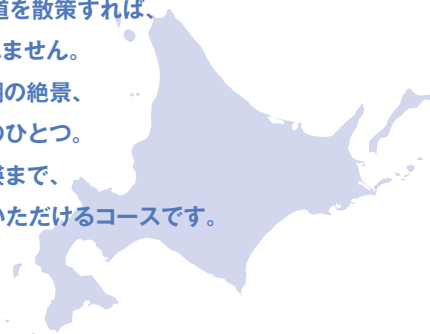 道を散策すれば、
ません。
の絶景、
ひとつ。
まで、
いただけるコースです。